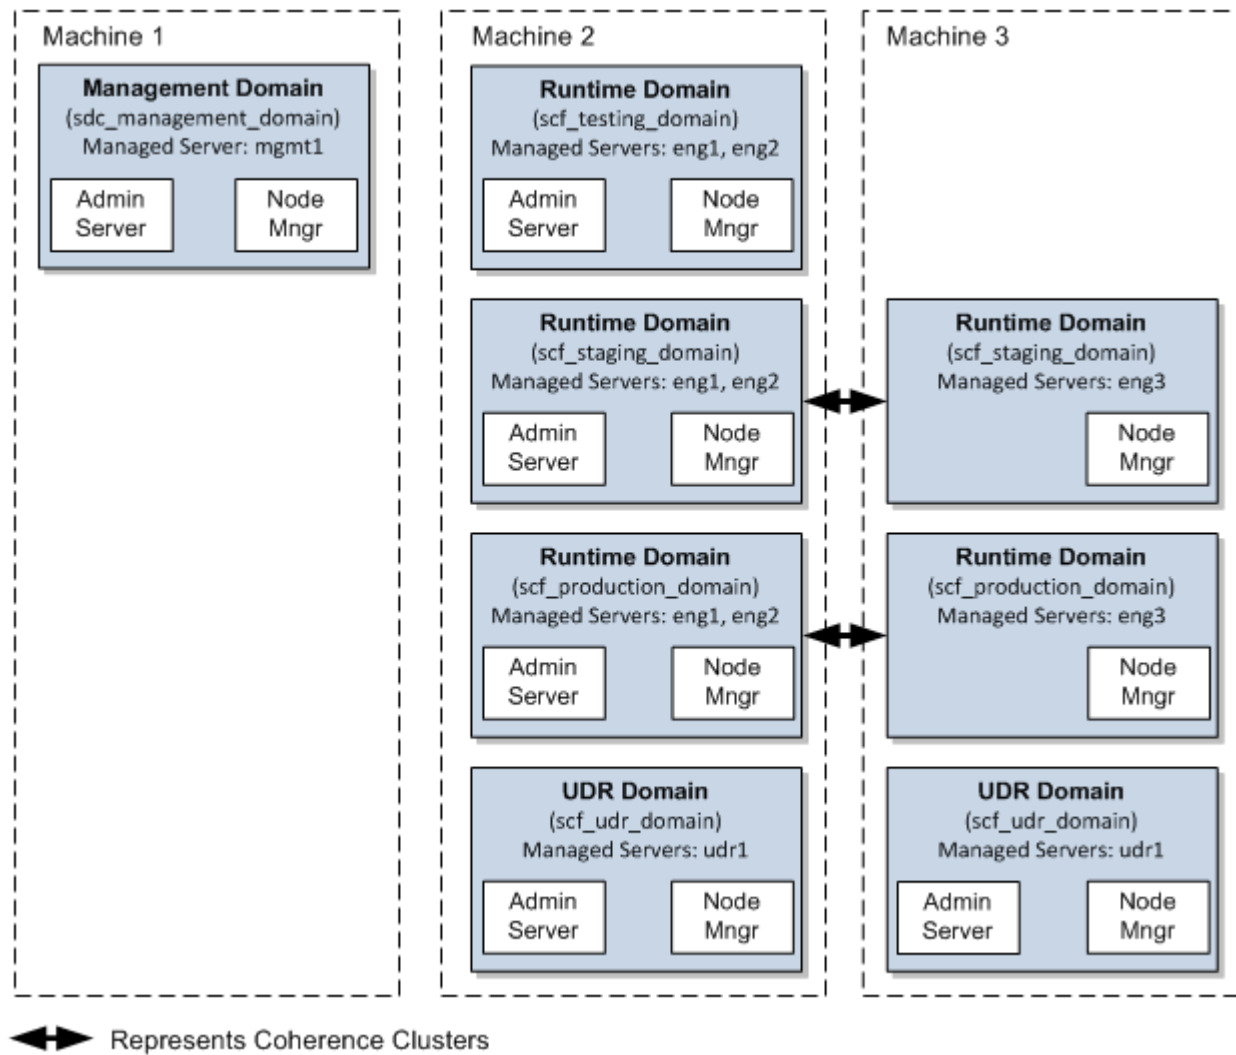 Machine 1
Management Domain
(sdc_management_domain)
Managed Server: mgmt1
Admin
Server
Node
Mngr
Machine 2
Runtime Domain
(scf_testing_domain)
Managed Servers: eng1, eng2
Admin
Server
Node
Mngr
Runtime Domain
(scf_staging_domain)
Managed Servers: eng1, eng2
Admin
Server
Node
Mngr
Runtime Domain
(scf_production_domain)
Managed Servers: eng1, eng2
Admin
Server
Node
Mngr
UDR Domain
(scf_udr_domain)
Managed Servers: udr1
Admin
Server
Node
Mngr
Machine 3
Runtime Domain
(scf_staging_domain)
Managed Servers: eng3
Node
Mngr
Runtime Domain
(scf_production_domain)
Managed Servers: eng3
Node
Mngr
UDR Domain
(scf_udr_domain)
Managed Servers: udr1
Admin
Server
Node
Mngr
Represents Coherence Clusters